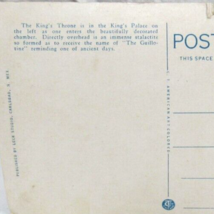 The King's Throne is in the King's Palace on
the left as one enters the beautifully decorated
chamber. Directly overhead is an immense stalactite
so formed as to receive the name of "The Guillo-
tine" reminding one of ancient days.
POST
THIS SPACE